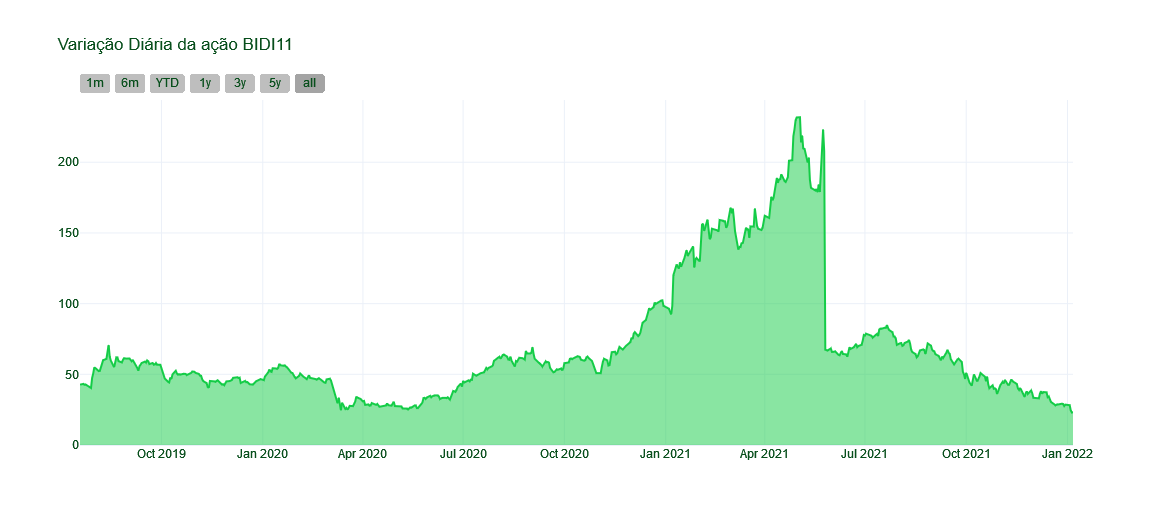 Variação Diária da ação BIDI11
1m 6m YTD 1y 3y 5y all
200
150
100
50
0
Oct 2019 Jan 2020 Apr 2020 Jul 2020 Oct 2020 Jan 2021 Apr 2021 Jul 2021 Oct 2021 Jan 2022